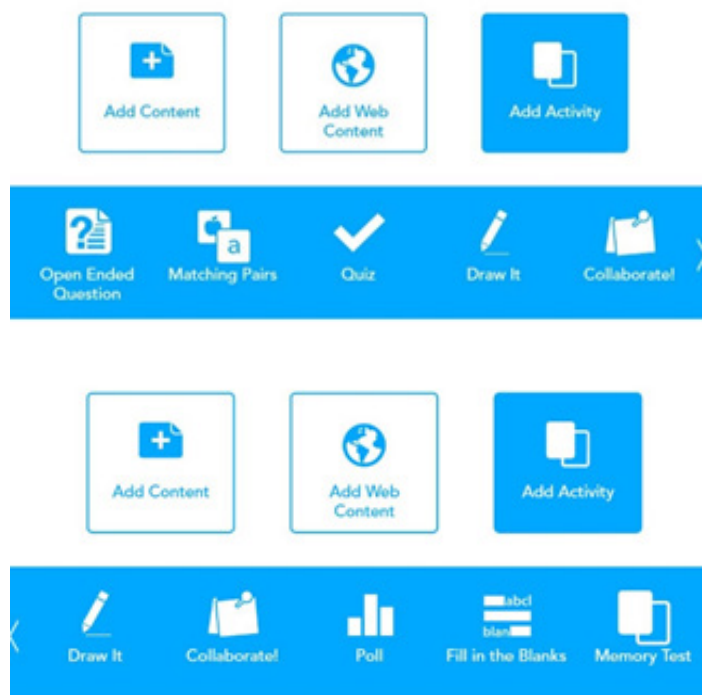 Add Content
Add Web
Content
Add Activity
Open Ended
Question
Matching Pairs
a
Quiz
Draw It
Collaborate!
Add Content
Add Web
Content
Add Activity
Draw It
Collaborate!
Poll
abcl
blan
Fill in the Blanks
Memory Test